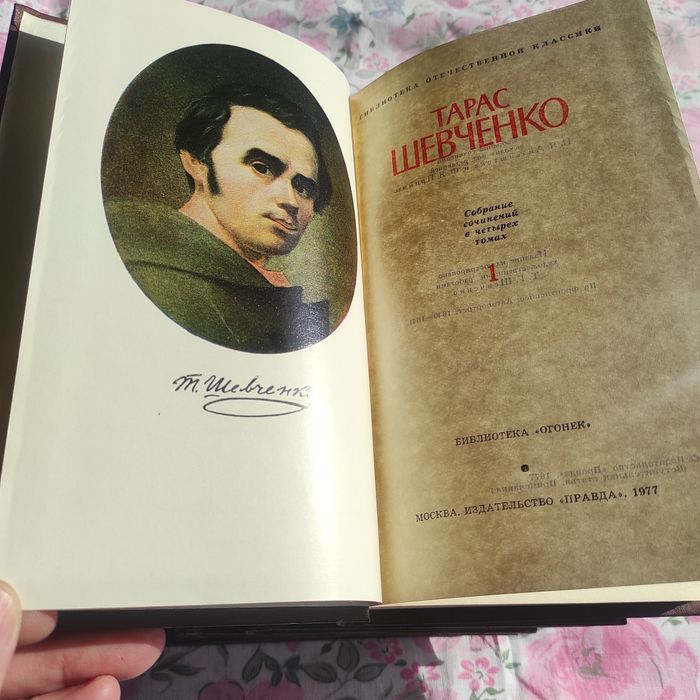 Т. Шевченко
БИБЛИОТЕКА ОТЕЧЕСТВЕННОЙ КЛАССИКИ
ТАРАС
ШЕВЧЕНКО
Собрание
сочинений
в четырех
томах
1
БИБЛИОТЕКА «ОГОНЕК»
МОСКВА. ИЗДАТЕЛЬСТВО «ПРАВДА». 1977